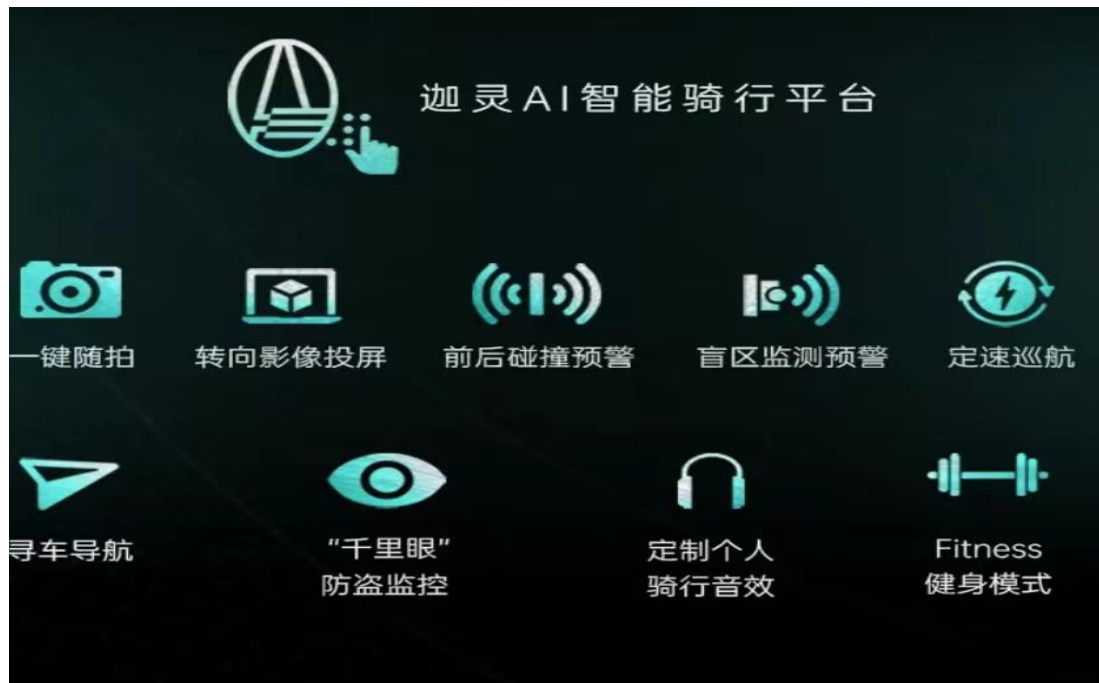 迦灵AI智能骑行平台
一键随拍
转向影像投屏
前后碰撞预警
盲区监测预警
定速巡航
寻车导航
“千里眼”
防盗监控
定制个人
骑行音效
Fitness
健身模式